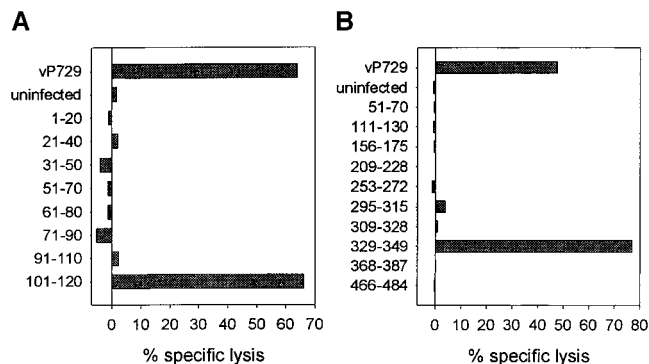 A
vP729
uninfected
1-20
21-40
31-50
51-70
61-80
71-90
91-110
101-120
0 10 20 30 40 50 60 70
% specific lysis
B
vP729
uninfected
51-70
111-130
156-175
209-228
253-272
295-315
309-328
329-349
368-387
466-484
0 10 20 30 40 50 60 70 80
% specific lysis